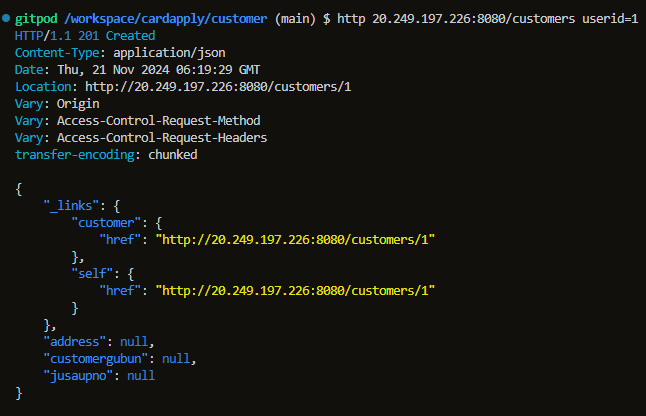 gitpod /workspace/cardapply/customer (main) $ http 20.249.197.226:8080/customers userid=1
HTTP/1.1 201 Created
Content-Type: application/json
Date: Thu, 21 Nov 2024 06:19:29 GMT
Location: http://20.249.197.226:8080/customers/1
Vary: Origin
Vary: Access-Control-Request-Method
Vary: Access-Control-Request-Headers
transfer-encoding: chunked

{
    "_links": {
        "customer": {
            "href": "http://20.249.197.226:8080/customers/1"
        },
        "self": {
            "href": "http://20.249.197.226:8080/customers/1"
        }
    },
    "address": null,
    "customergubun": null,
    "jusaupno": null
}